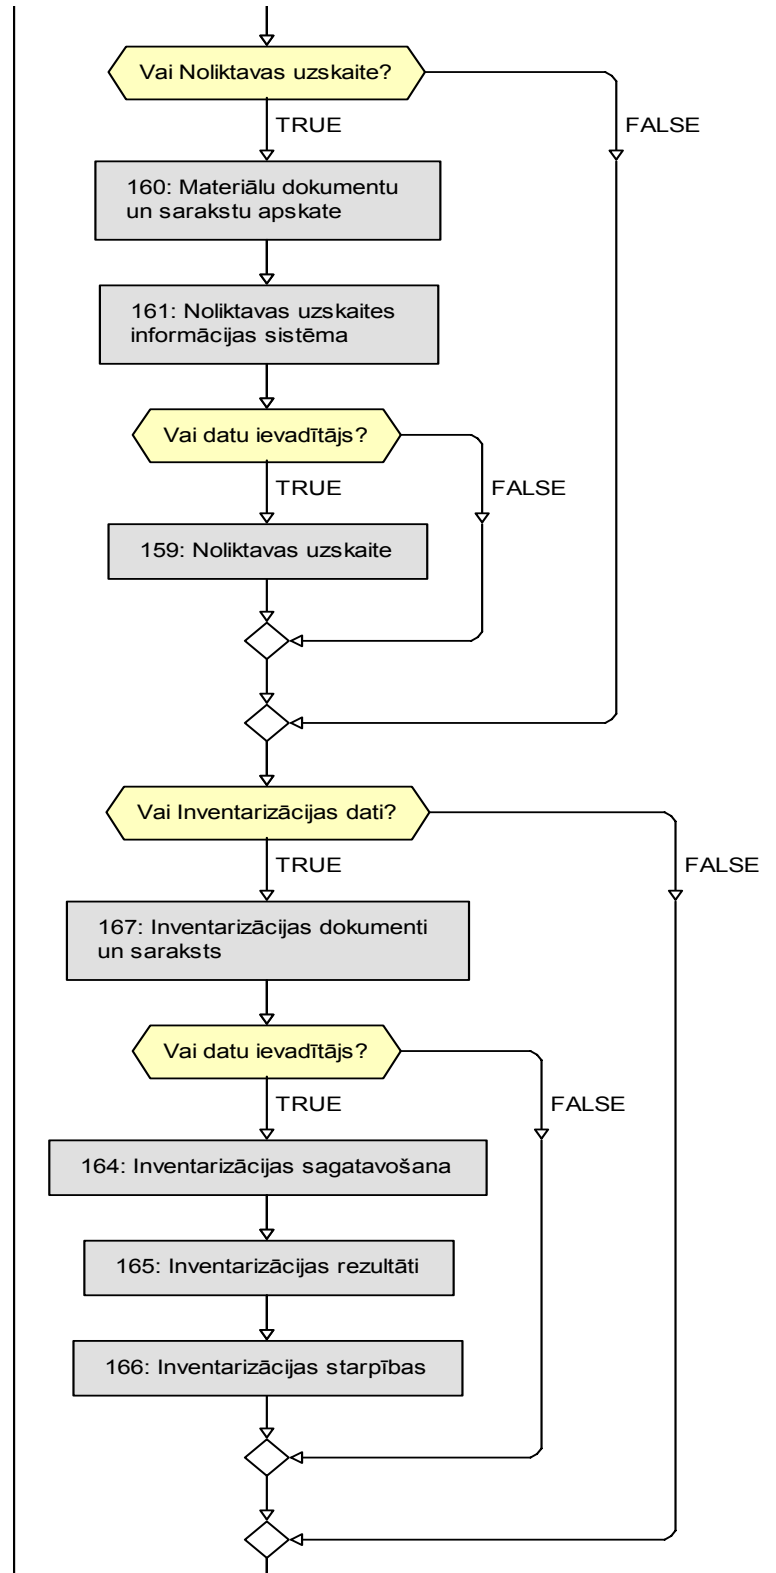 Vai Noliktavas uzskaite?
TRUE
FALSE
160: Materiālu dokumentu
un sarakstu apskate
161: Noliktavas uzskaites
informācijas sistēma
Vai datu ievadītājs?
TRUE
FALSE
159: Noliktavas uzskaite
Vai Inventarizācijas dati?
TRUE
FALSE
167: Inventarizācijas dokumenti
un saraksts
Vai datu ievadītājs?
TRUE
FALSE
164: Inventarizācijas sagatavošana
165: Inventarizācijas rezultāti
166: Inventarizācijas starpības